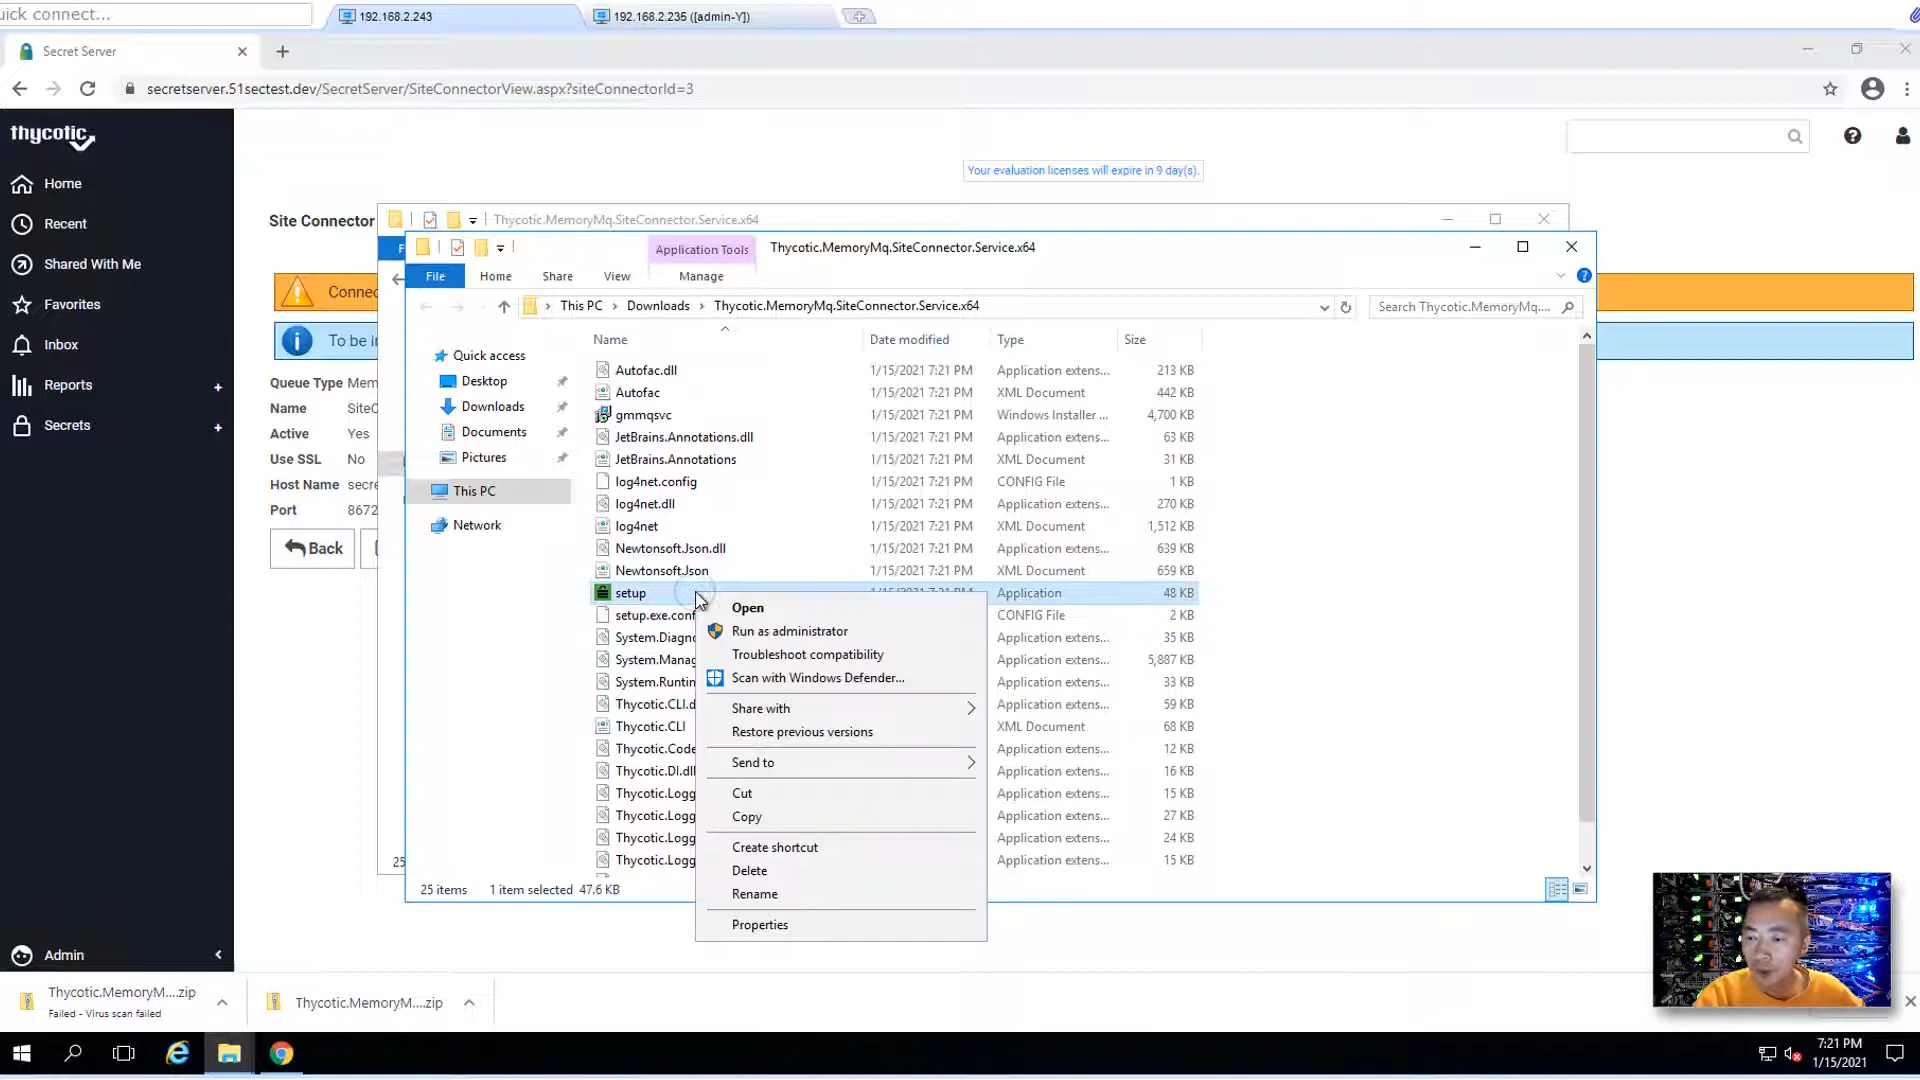 uick connect...
192.168.2.243
192.168.2.235 ([admin-Y])
Secret Server
secretserver.51sectest.dev/SecretServer/SiteConnectorView.aspx?siteConnectorId=3
thycotic
Your evaluation licenses will expire in 9 day(s).
Home
Recent
Shared With Me
Favorites
Inbox
Reports
Secrets
Admin
Site Connector
Connec
To be in
Queue Type Mem
Name SiteC
Active Yes
Use SSL No
Host Name secre
Port 8672
Back
Thycotic.MemoryMq.SiteConnector.Service.x64
F
25
Application Tools
Thycotic.MemoryMq.SiteConnector.Service.x64
File Home Share View Manage
This PC Downloads Thycotic.MemoryMq.SiteConnector.Service.x64
Search Thycotic.MemoryMq....
Quick access
Desktop
Downloads
Documents
Pictures
This PC
Network
Name Date modified Type Size
Autofac.dll 1/15/2021 7:21 PM Application extens... 213 KB
Autofac 1/15/2021 7:21 PM XML Document 442 KB
gmmqsvc 1/15/2021 7:21 PM Windows Installer ... 4,700 KB
JetBrains.Annotations.dll 1/15/2021 7:21 PM Application extens... 63 KB
JetBrains.Annotations 1/15/2021 7:21 PM XML Document 31 KB
log4net.config 1/15/2021 7:21 PM CONFIG File 1 KB
log4net.dll 1/15/2021 7:21 PM Application extens... 270 KB
log4net 1/15/2021 7:21 PM XML Document 1,512 KB
Newtonsoft.Json.dll 1/15/2021 7:21 PM Application extens... 639 KB
Newtonsoft.Json 1/15/2021 7:21 PM XML Document 659 KB
setup 1/15/2021 7:21 PM Application 48 KB
setup.exe.conf CONFIG File 2 KB
System.Diagno Application extens... 35 KB
System.Manag Application extens... 5,887 KB
System.Runtin Application extens... 33 KB
Thycotic.CLI.d Application extens... 59 KB
Thycotic.CLI XML Document 68 KB
Thycotic.Code Application extens... 12 KB
Thycotic.DI.dll Application extens... 16 KB
Thycotic.Logg Application extens... 15 KB
Thycotic.Logg Application extens... 27 KB
Thycotic.Logg Application extens... 24 KB
Thycotic.Logg Application extens... 15 KB
Open
Run as administrator
Troubleshoot compatibility
Scan with Windows Defender...
Share with
Restore previous versions
Send to
Cut
Copy
Create shortcut
Delete
Rename
Properties
25 items 1 item selected 47.6 KB
Thycotic.MemoryM....zip
Failed - Virus scan failed
Thycotic.MemoryM....zip
7:21 PM
1/15/2021